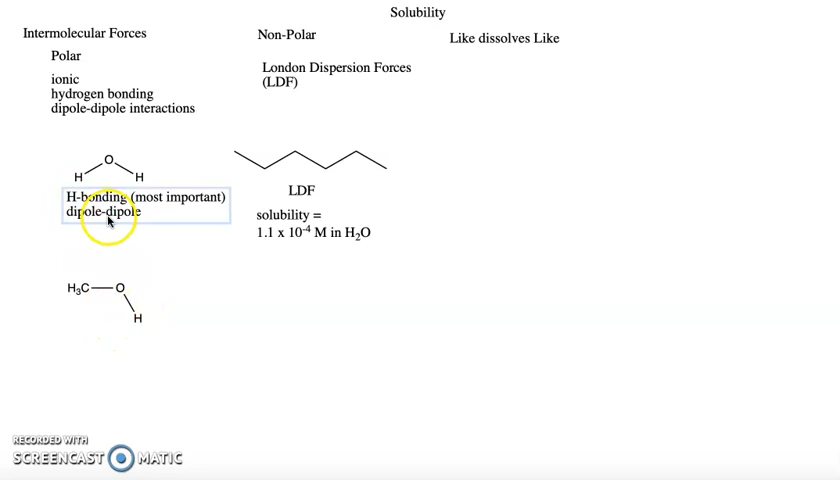 Solubility
Intermolecular Forces
Non-Polar
Like dissolves Like
Polar
London Dispersion Forces
(LDF)
ionic
hydrogen bonding
dipole-dipole interactions
O
H H
H-bonding (most important)
dipole-dipole
LDF
solubility =
1.1 x 10⁻⁴ M in H₂O
H₃C O
H
RECORDED WITH
SCREENCAST MATIC